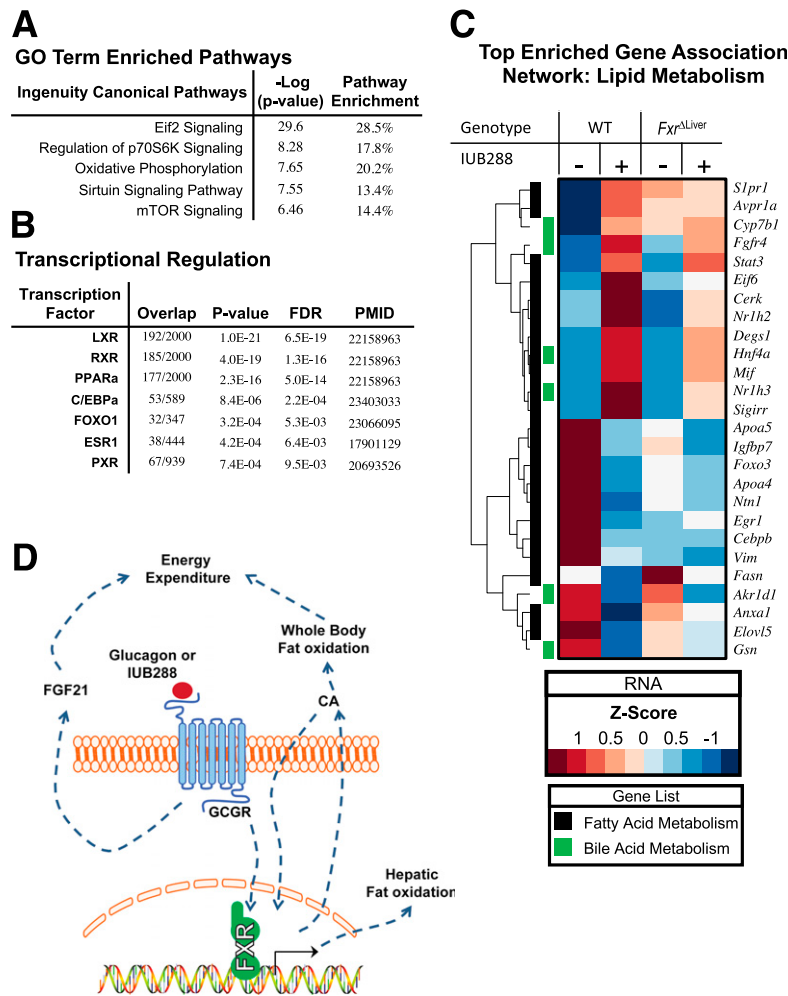 A
GO Term Enriched Pathways
Ingenuity Canonical Pathways -Log (p-value) Pathway Enrichment
Eif2 Signaling 29.6 28.5%
Regulation of p70S6K Signaling 8.28 17.8%
Oxidative Phosphorylation 7.65 20.2%
Sirtuin Signaling Pathway 7.55 13.4%
mTOR Signaling 6.46 14.4%
B
Transcriptional Regulation
Transcription Factor Overlap P-value FDR PMID
LXR 192/2000 1.0E-21 6.5E-19 22158963
RXR 185/2000 4.0E-19 1.3E-16 22158963
PPARa 177/2000 2.3E-16 5.0E-14 22158963
C/EBPa 53/589 8.4E-06 2.2E-04 23403033
FOXO1 32/347 3.2E-04 5.3E-03 23066095
ESR1 38/444 4.2E-04 6.4E-03 17901129
PXR 67/939 7.4E-04 9.5E-03 20693526
C
Top Enriched Gene Association
Network: Lipid Metabolism
Genotype WT Fxr^ΔLiver
IUB288 - + - +
S1pr1
Avpr1a
Cyp7b1
Fgfr4
Stat3
Eif6
Cerk
Nr1h2
Degs1
Hnf4a
Mif
Nr1h3
Sigirr
Apoa5
Igfbp7
Foxo3
Apoa4
Ntn1
Egr1
Cebpb
Vim
Fasn
Akr1d1
Anxa1
Elovl5
Gsn
RNA
Z-Score
1 0.5 0 0.5 -1
Gene List
Fatty Acid Metabolism
Bile Acid Metabolism
D
Energy
Expenditure
Whole Body
Fat oxidation
Glucagon or
IUB288
FGF21
CA
GCGR
Hepatic
Fat oxidation
FXR